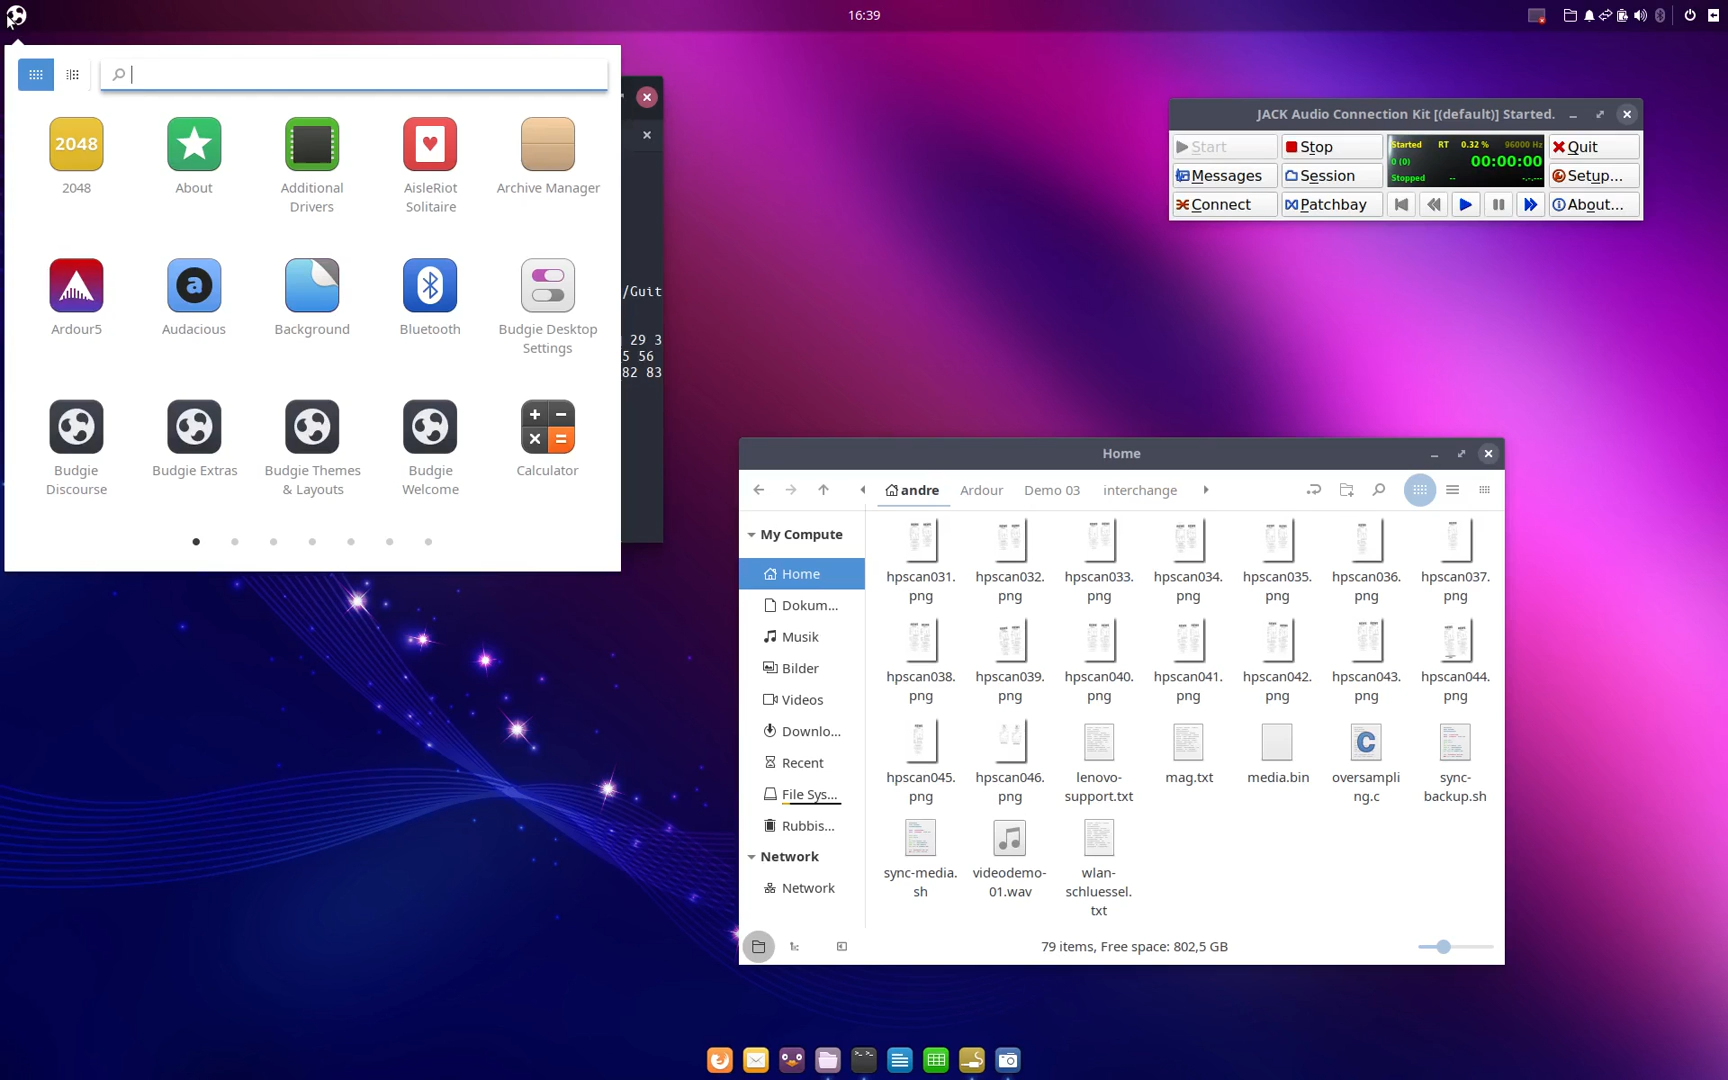 16:39
2048
2048
About
Additional
Drivers
AisleRiot
Solitaire
Archive Manager
Ardour5
a
Audacious
Background
Bluetooth
Budgie Desktop
Settings
Budgie
Discourse
Budgie Extras
Budgie Themes
& Layouts
Budgie
Welcome
Calculator
/Guit
29 3
5 56
82 83
JACK Audio Connection Kit [(default)] Started.
Start
Stop
Started RT 0.32 % 96000 Hz
0 (0) 00:00:00
Stopped -- -.-.---
Quit
Messages
Session
Setup...
Connect
Patchbay
About...
Home
andre
Ardour
Demo 03
interchange
My Compute
Home
Dokum...
Musik
Bilder
Videos
Downlo...
Recent
File Sys...
Rubbis...
Network
Network
hpscan031.
png
hpscan032.
png
hpscan033.
png
hpscan034.
png
hpscan035.
png
hpscan036.
png
hpscan037.
png
hpscan038.
png
hpscan039.
png
hpscan040.
png
hpscan041.
png
hpscan042.
png
hpscan043.
png
hpscan044.
png
hpscan045.
png
hpscan046.
png
lenovo-
support.txt
mag.txt
media.bin
C
oversampli
ng.c
sync-
backup.sh
sync-media.
sh
videodemo-
01.wav
wlan-
schluessel.
txt
79 items, Free space: 802,5 GB